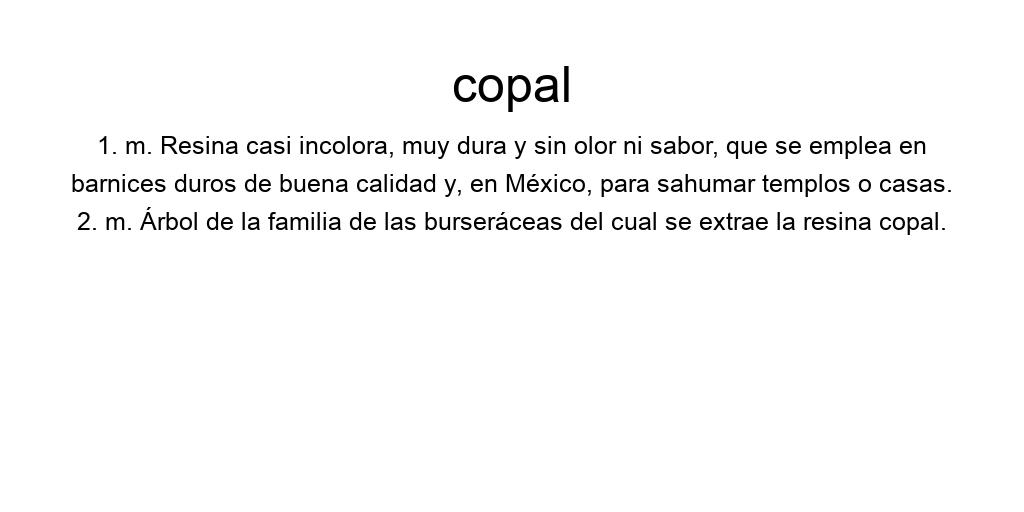 copal
1. m. Resina casi incolora, muy dura y sin olor ni sabor, que se emplea en
barnices duros de buena calidad y, en México, para sahumar templos o casas.
2. m. Árbol de la familia de las burseráceas del cual se extrae la resina copal.